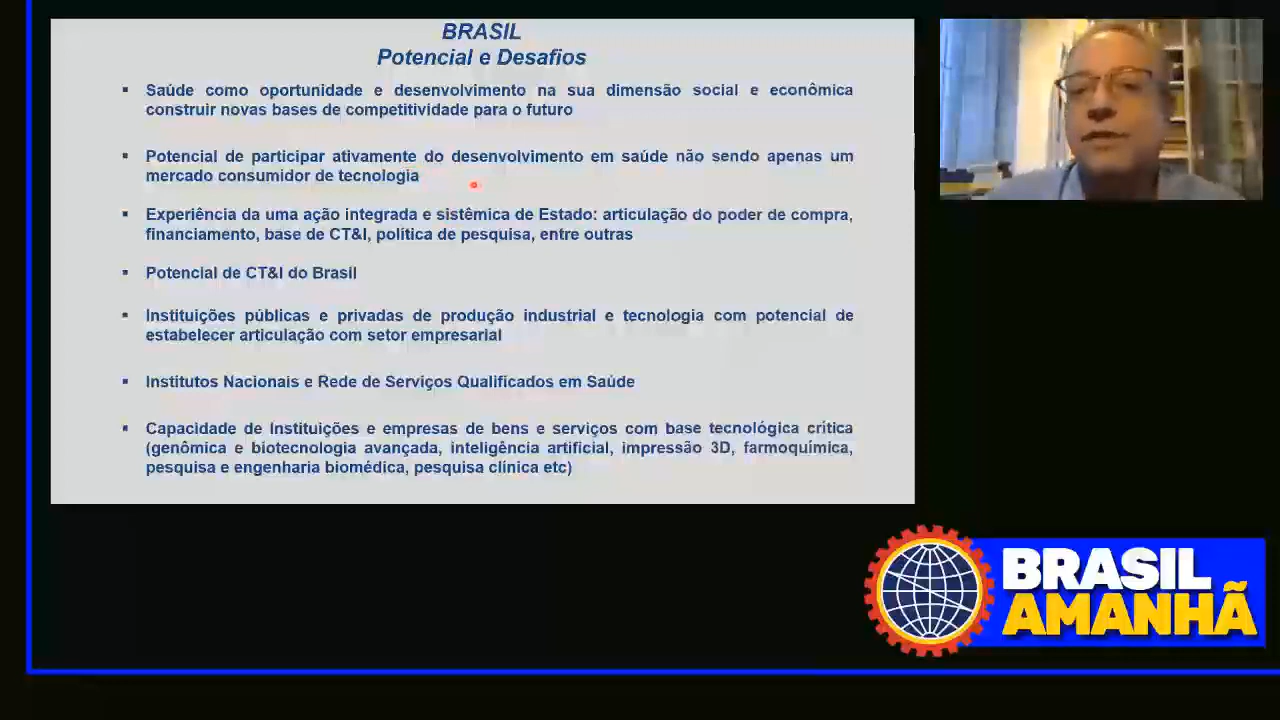 BRASIL
Potencial e Desafios
▪ Saúde como oportunidade e desenvolvimento na sua dimensão social e econômica
construir novas bases de competitividade para o futuro
▪ Potencial de participar ativamente do desenvolvimento em saúde não sendo apenas um
mercado consumidor de tecnologia
▪ Experiência da uma ação integrada e sistêmica de Estado: articulação do poder de compra,
financiamento, base de CT&I, política de pesquisa, entre outras
▪ Potencial de CT&I do Brasil
▪ Instituições públicas e privadas de produção industrial e tecnologia com potencial de
estabelecer articulação com setor empresarial
▪ Institutos Nacionais e Rede de Serviços Qualificados em Saúde
▪ Capacidade de Instituições e empresas de bens e serviços com base tecnológica crítica
(genômica e biotecnologia avançada, inteligência artificial, impressão 3D, farmoquímica,
pesquisa e engenharia biomédica, pesquisa clínica etc)
BRASIL
AMANHÃ